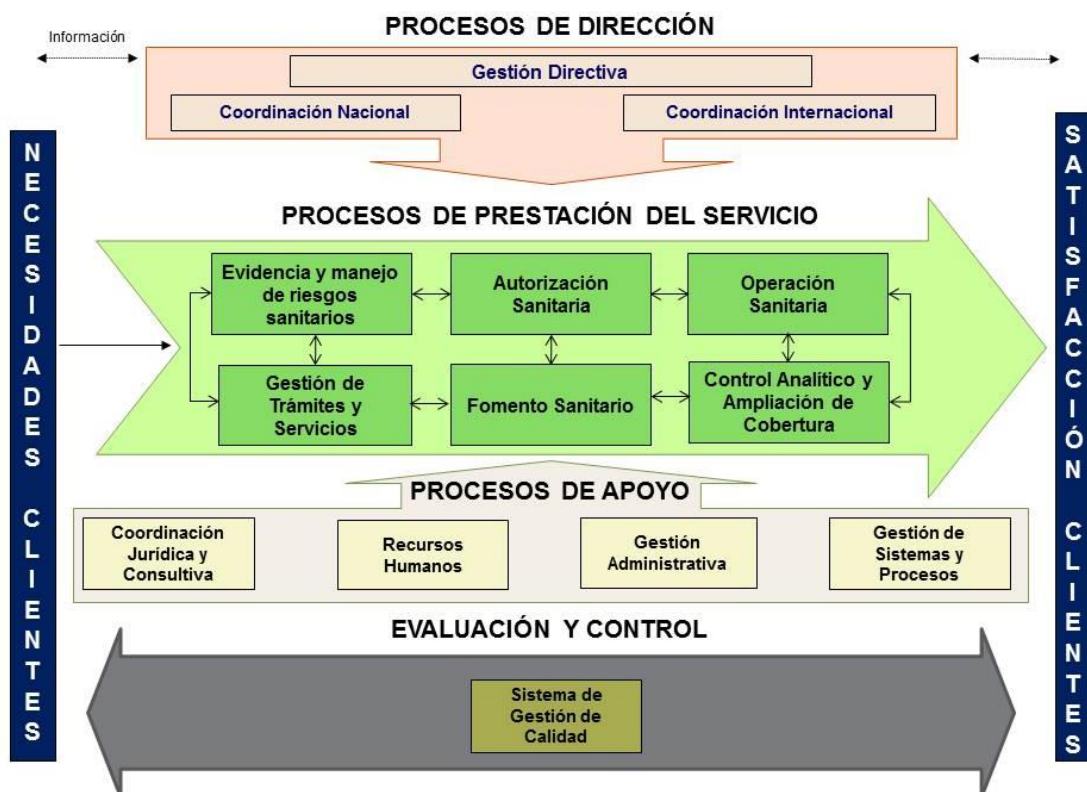 PROCESOS DE DIRECCIÓN
Información
Gestión Directiva
Coordinación Nacional
Coordinación Internacional
NECESIDADES CLIENTES
SATISFACCIÓN CLIENTES
PROCESOS DE PRESTACIÓN DEL SERVICIO
Evidencia y manejo
de riesgos
sanitarios
Autorización
Sanitaria
Operación
Sanitaria
Gestión de
Trámites y
Servicios
Fomento Sanitario
Control Analítico y
Ampliación de
Cobertura
PROCESOS DE APOYO
Coordinación
Jurídica y
Consultiva
Recursos
Humanos
Gestión
Administrativa
Gestión de
Sistemas y
Procesos
EVALUACIÓN Y CONTROL
Sistema de
Gestión de
Calidad